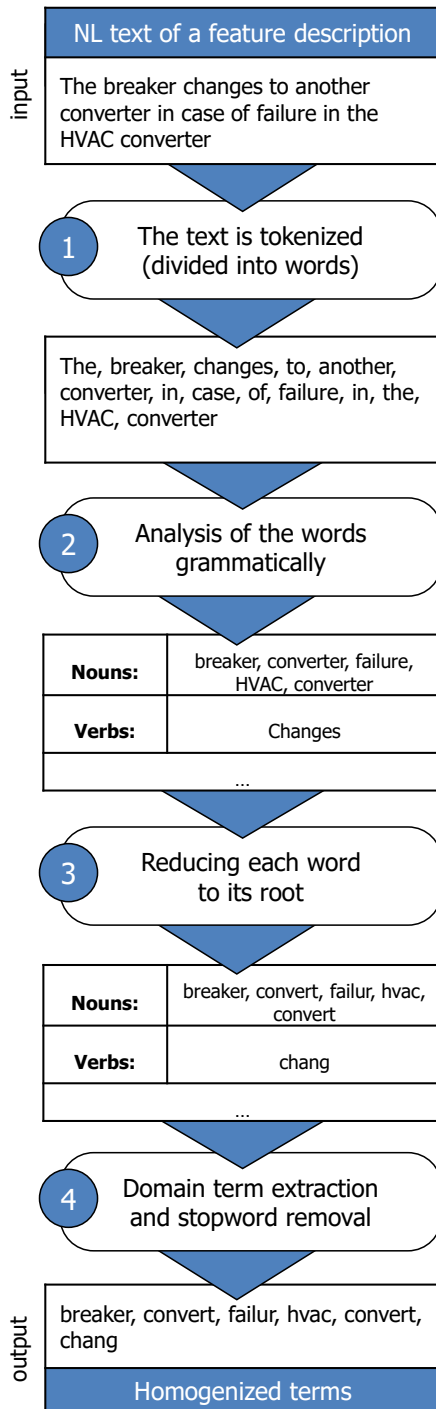 NL text of a feature description
input
The breaker changes to another
converter in case of failure in the
HVAC converter
1
The text is tokenized
(divided into words)
The, breaker, changes, to, another,
converter, in, case, of, failure, in, the,
HVAC, converter
2
Analysis of the words
grammatically
Nouns:
breaker, converter, failure,
HVAC, converter
Verbs:
Changes
...
3
Reducing each word
to its root
Nouns:
breaker, convert, failur, hvac,
convert
Verbs:
chang
...
4
Domain term extraction
and stopword removal
output
breaker, convert, failur, hvac, convert,
chang
Homogenized terms